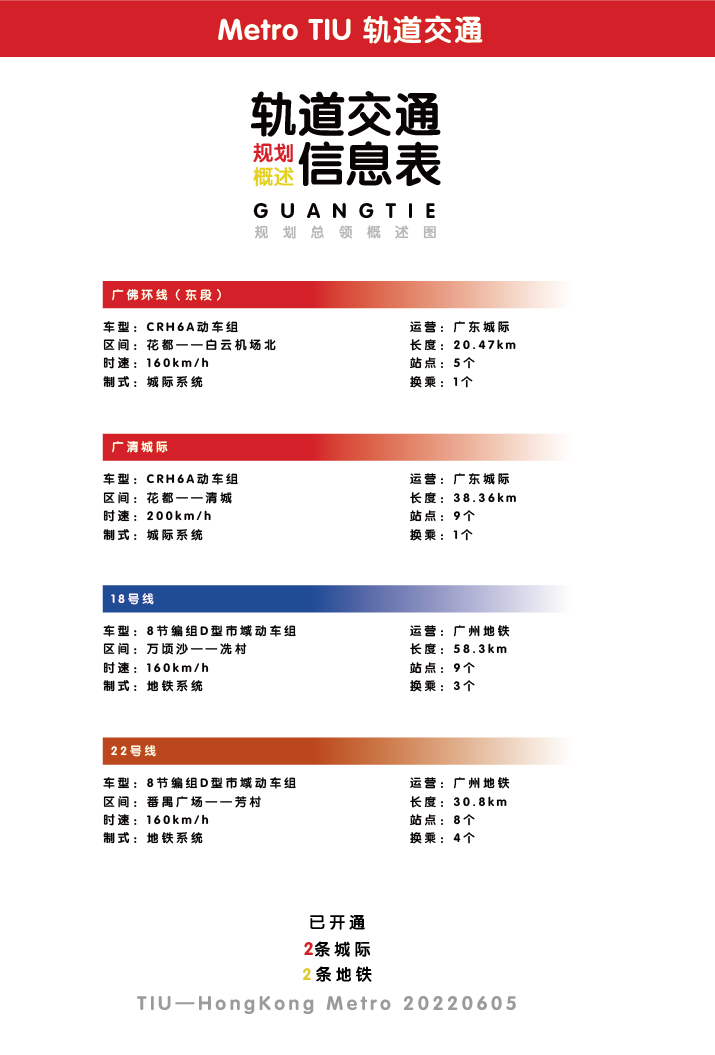 Metro TIU 轨道交通
轨道交通
规划
概述
信息表
GUANGTIE
规划总领概述图
广佛环线（东段）
车型：CRH6A动车组
运营：广东城际
区间：花都——白云机场北
长度：20.47km
时速：160km/h
站点：5个
制式：城际系统
换乘：1个
广清城际
车型：CRH6A动车组
运营：广东城际
区间：花都——清城
长度：38.36km
时速：200km/h
站点：9个
制式：城际系统
换乘：1个
18号线
车型：8节编组D型市域动车组
运营：广州地铁
区间：万顷沙——冼村
长度：58.3km
时速：160km/h
站点：9个
制式：地铁系统
换乘：3个
22号线
车型：8节编组D型市域动车组
运营：广州地铁
区间：番禺广场——芳村
长度：30.8km
时速：160km/h
站点：8个
制式：地铁系统
换乘：4个
已开通
2条城际
2条地铁
TIU—HongKong Metro 20220605